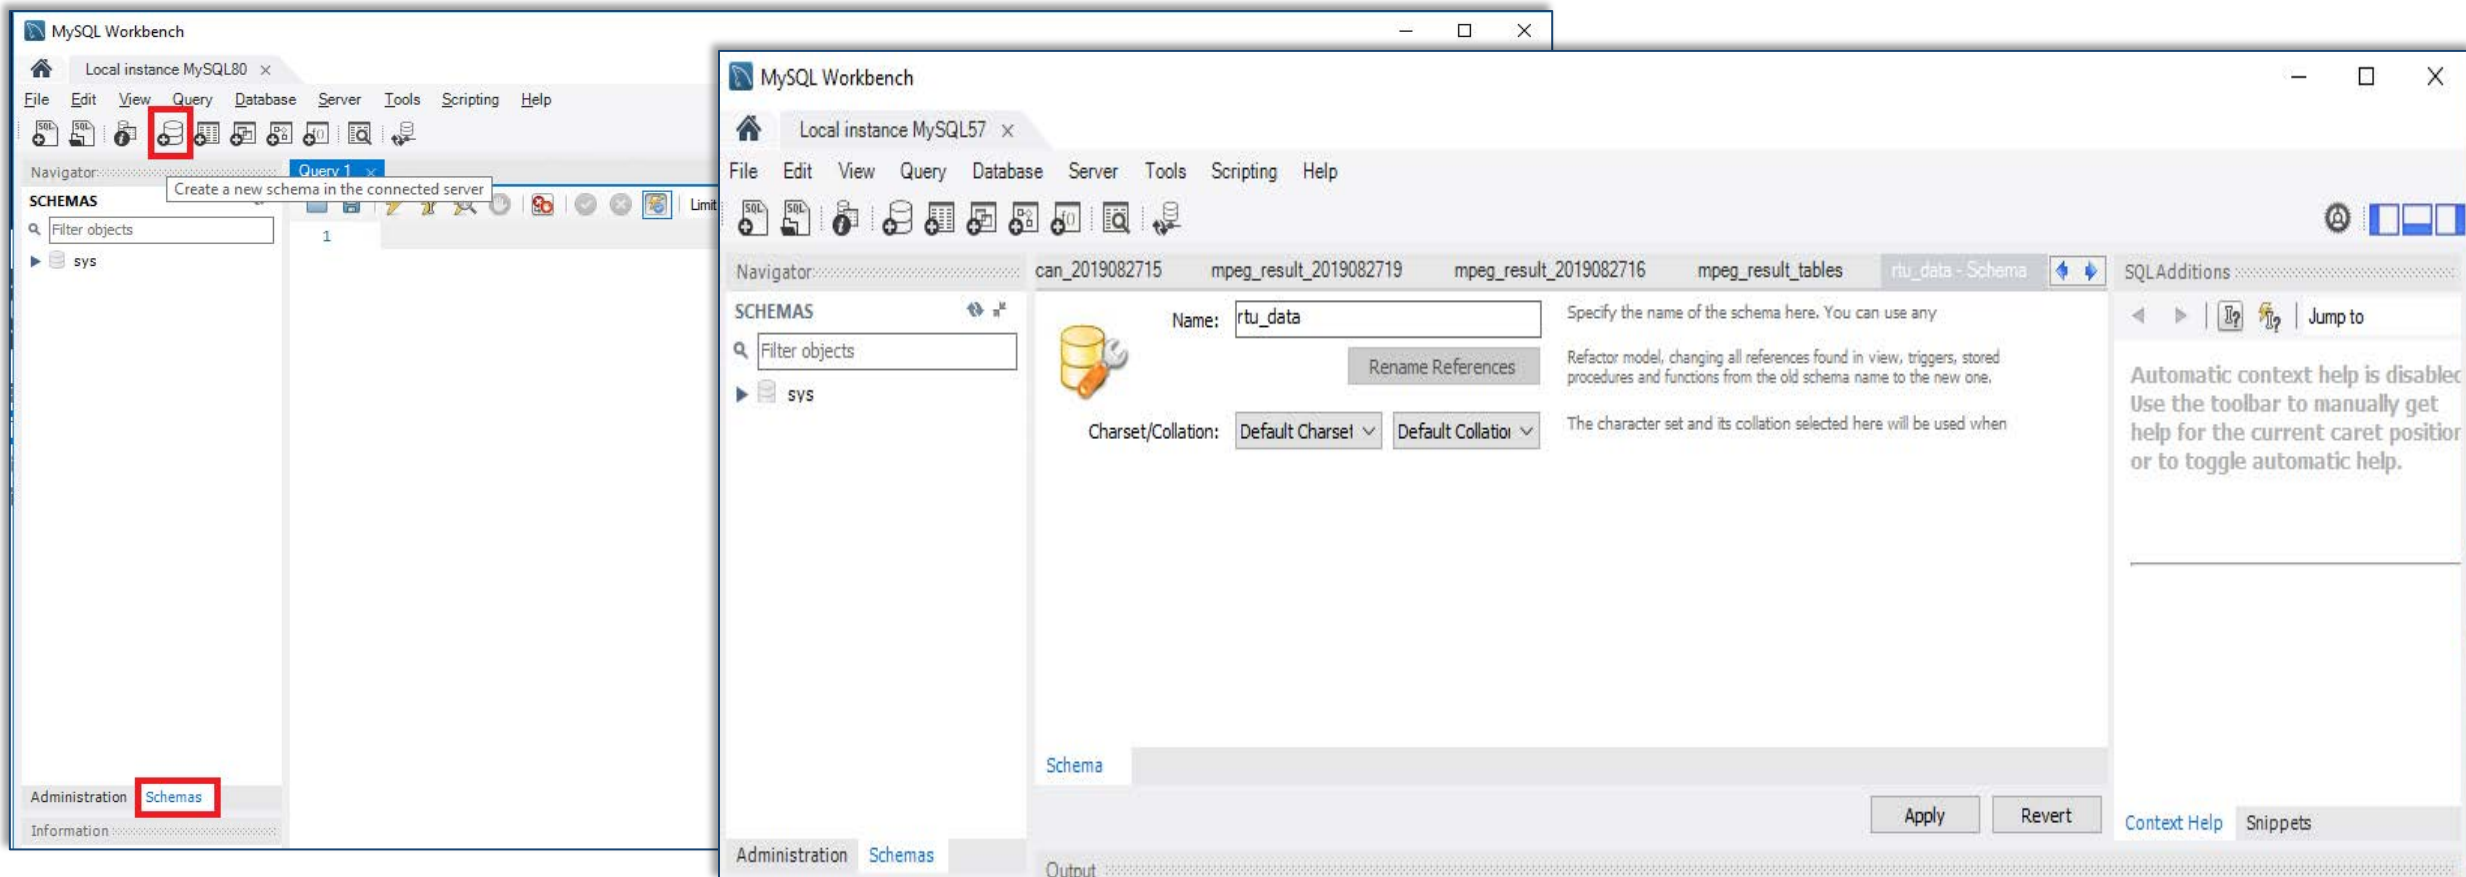 MySQL Workbench
Local instance MySQL80
File Edit View Query Database Server Tools Scripting Help
Navigator
Query 1
Create a new schema in the connected server
SCHEMAS
Limit
Filter objects
1
sys
Administration Schemas
Information
MySQL Workbench
Local instance MySQL57
File Edit View Query Database Server Tools Scripting Help
Navigator
can_2019082715 mpeg_result_2019082719 mpeg_result_2019082716 mpeg_result_tables rtu_data - Schema
SQLAdditions
SCHEMAS
Name: rtu_data
Specify the name of the schema here. You can use any
Jump to
Filter objects
Rename References
Refactor model, changing all references found in view, triggers, stored
procedures and functions from the old schema name to the new one.
sys
Charset/Collation: Default Charset Default Collation
The character set and its collation selected here will be used when
Automatic context help is disabled
Use the toolbar to manually get
help for the current caret position
or to toggle automatic help.
Schema
Apply Revert
Context Help Snippets
Administration Schemas
Output